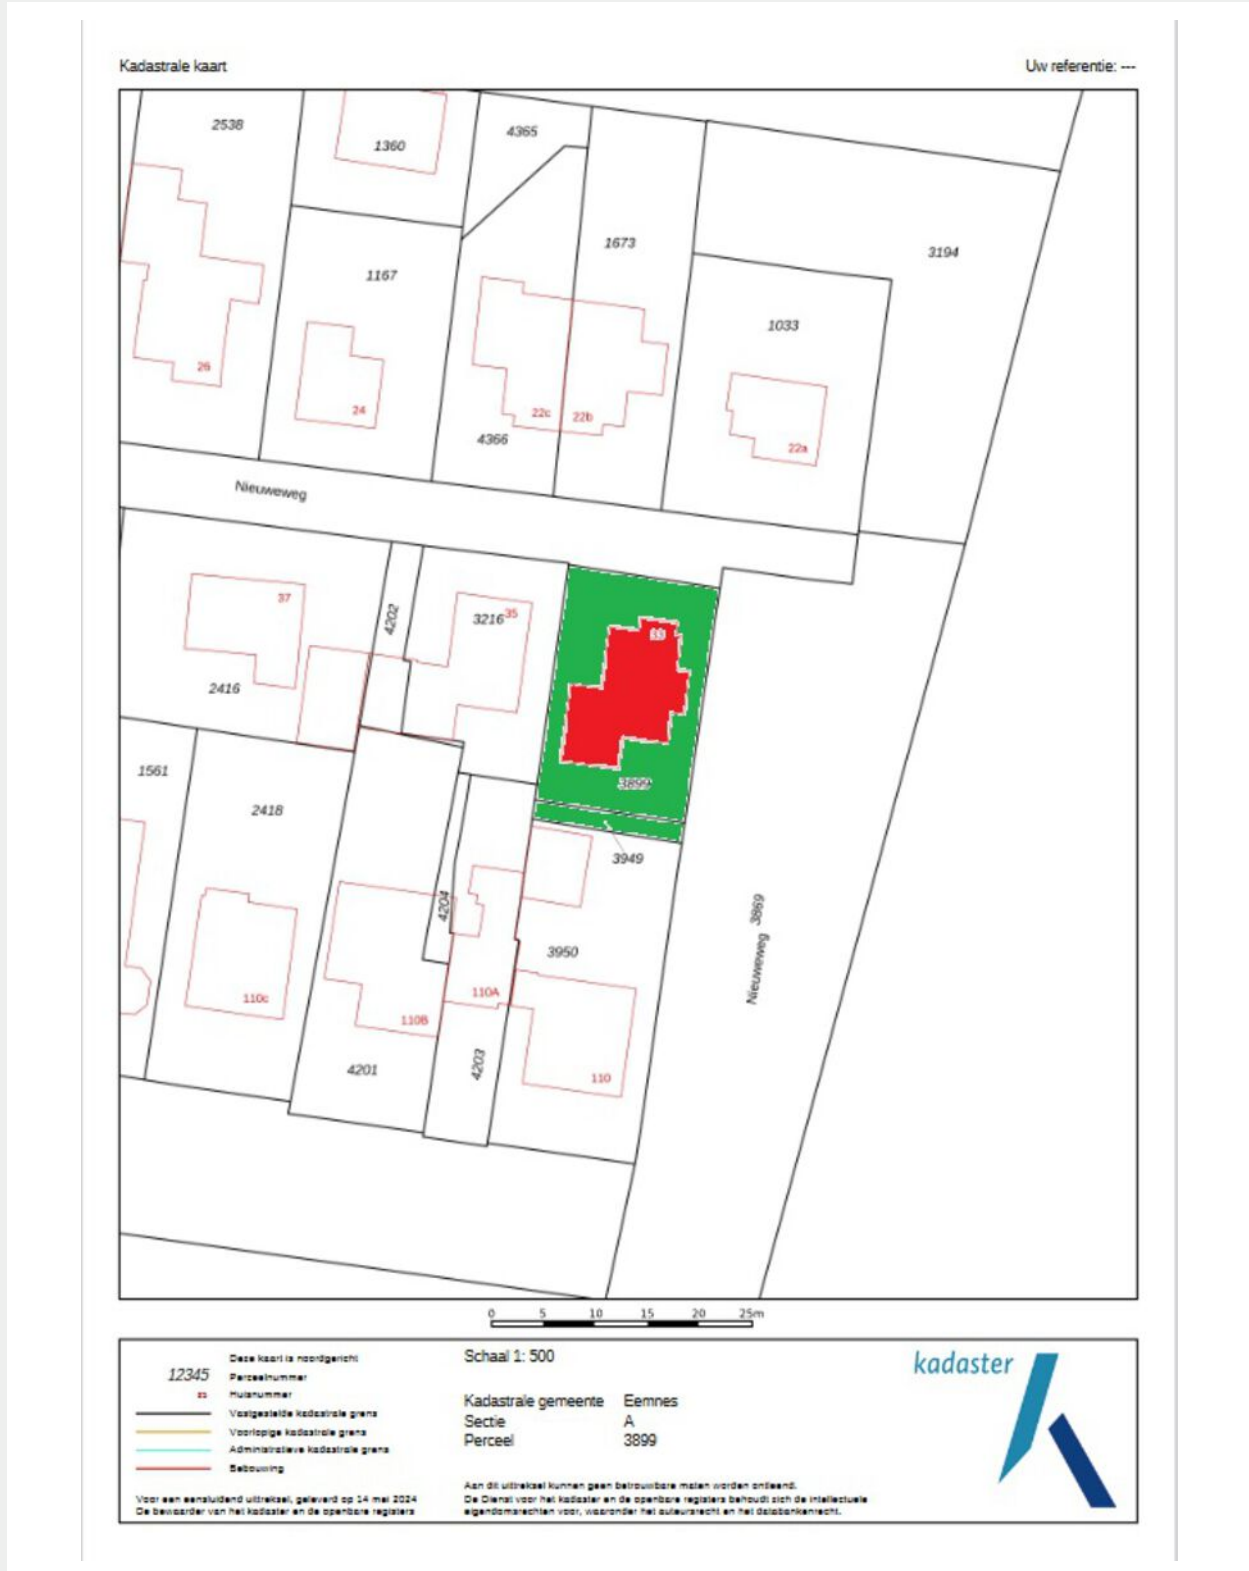 Kadastrale kaart
Uw referentie: ---
2538
1360
4365
1673
3194
1167
1033
26
24
22c
22b
22a
4366
Nieuweweg
37
4202
3216
35
2416
3899
1561
2418
3949
4204
3950
Nieuweweg 3869
110c
110B
110A
110
4201
4203
0 5 10 15 20 25m
Deze kaart is noordgericht
12345 Perceelnummer
Huisnummer
Vastgestelde kadastrale grens
Voorlopige kadastrale grens
Administratieve kadastrale grens
Bebouwing
Voor een eensluidend uittreksel, geleverd op 14 mei 2024
De bewaarder van het kadaster en de openbare registers
Schaal 1: 500
Kadastrale gemeente Eemnes
Sectie A
Perceel 3899
Aan dit uittreksel kunnen geen betrouwbare maten worden ontleend.
De Dienst voor het kadaster en de openbare registers behoudt zich de intellectuele
eigendomsrechten voor, waaronder het auteursrecht en het databankenrecht.
kadaster